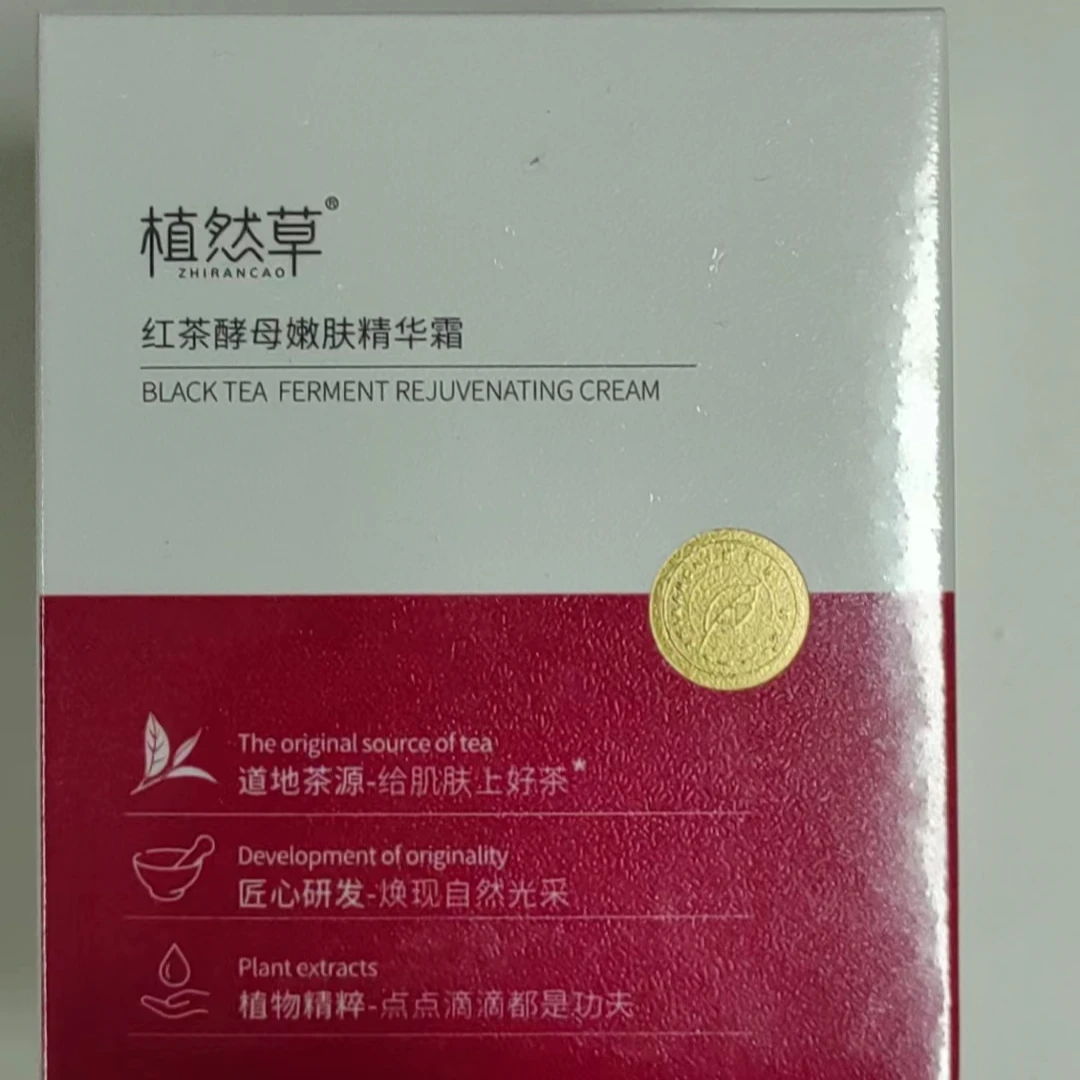 植然草®
ZHIRANCAO
红茶酵母嫩肤精华霜
BLACK TEA FERMENT REJUVENATING CREAM
The original source of tea
道地茶源-给肌肤上好茶*
Development of originality
匠心研发-焕现自然光采
Plant extracts
植物精粹-点点滴滴都是功夫